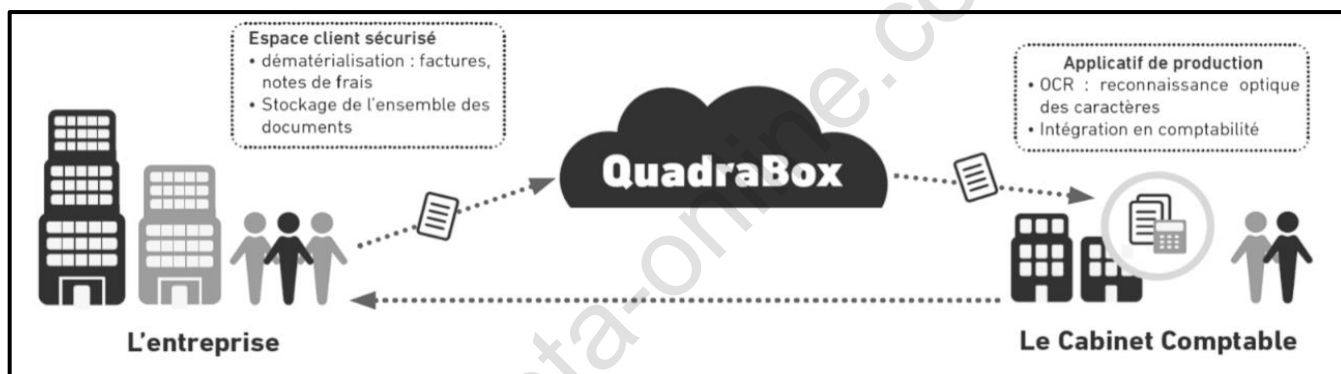 Espace client sécurisé
• dématérialisation : factures,
notes de frais
• Stockage de l'ensemble des
documents
QuadraBox
Applicatif de production
• OCR : reconnaissance optique
des caractères
• Intégration en comptabilité
L'entreprise
Le Cabinet Comptable